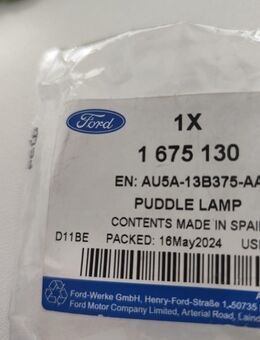 Ford
1X
1 675 130
EN: AU5A-13B375-AA
PUDDLE LAMP
CONTENTS MADE IN SPAIN
D11BE PACKED: 16May2024
Ford-Werke GmbH, Henry-Ford-Straße 1, 50735
Ford Motor Company Limited, Arterial Road,